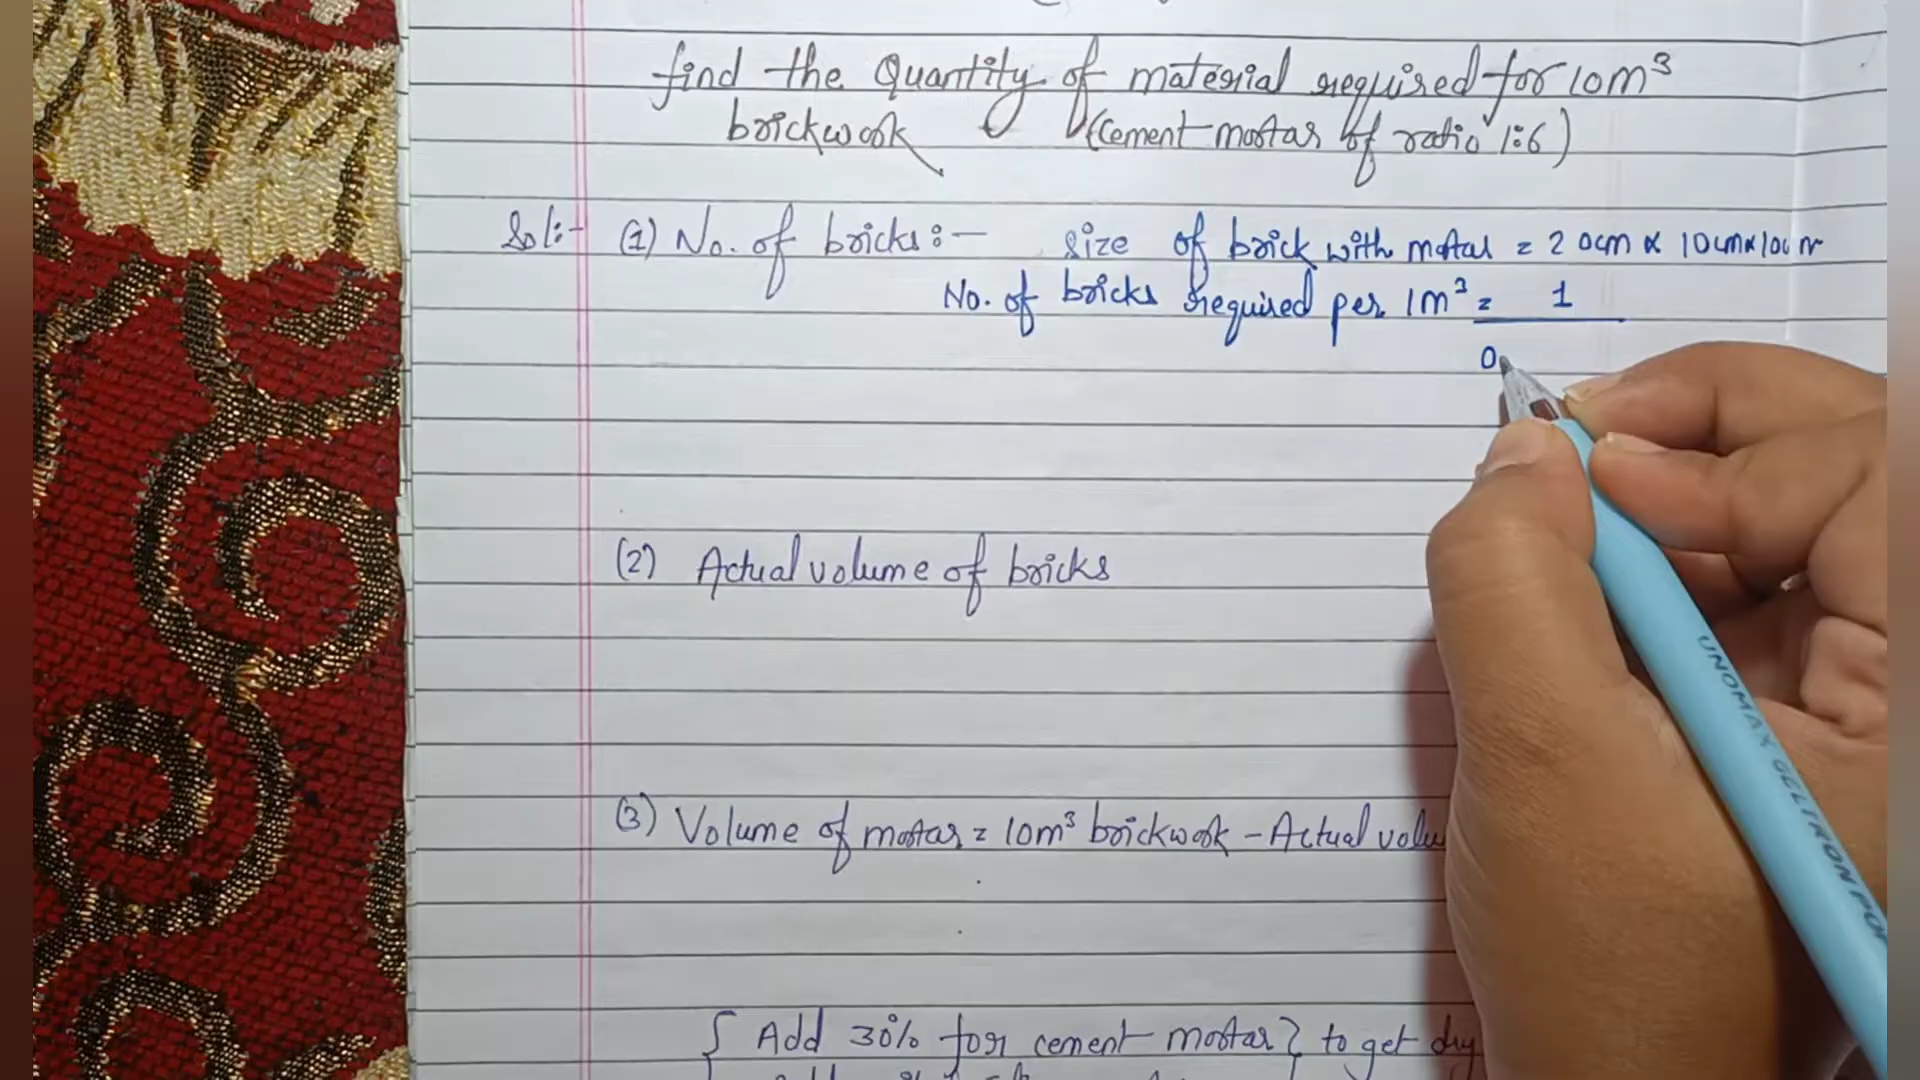 find the Quantity of material required for 10m³
brickwork (Cement mortar of ratio 1:6)
Sol:- (1) No. of bricks:- size of brick with mortar = 20cm x 10cm x 10cm
No. of bricks required per 1m³ = 1
0.
(2) Actual volume of bricks
(3) Volume of mortar = 10m³ brickwork - Actual volu
{ Add 30% for cement mortar } to get dry
UNOMAX GELTRON